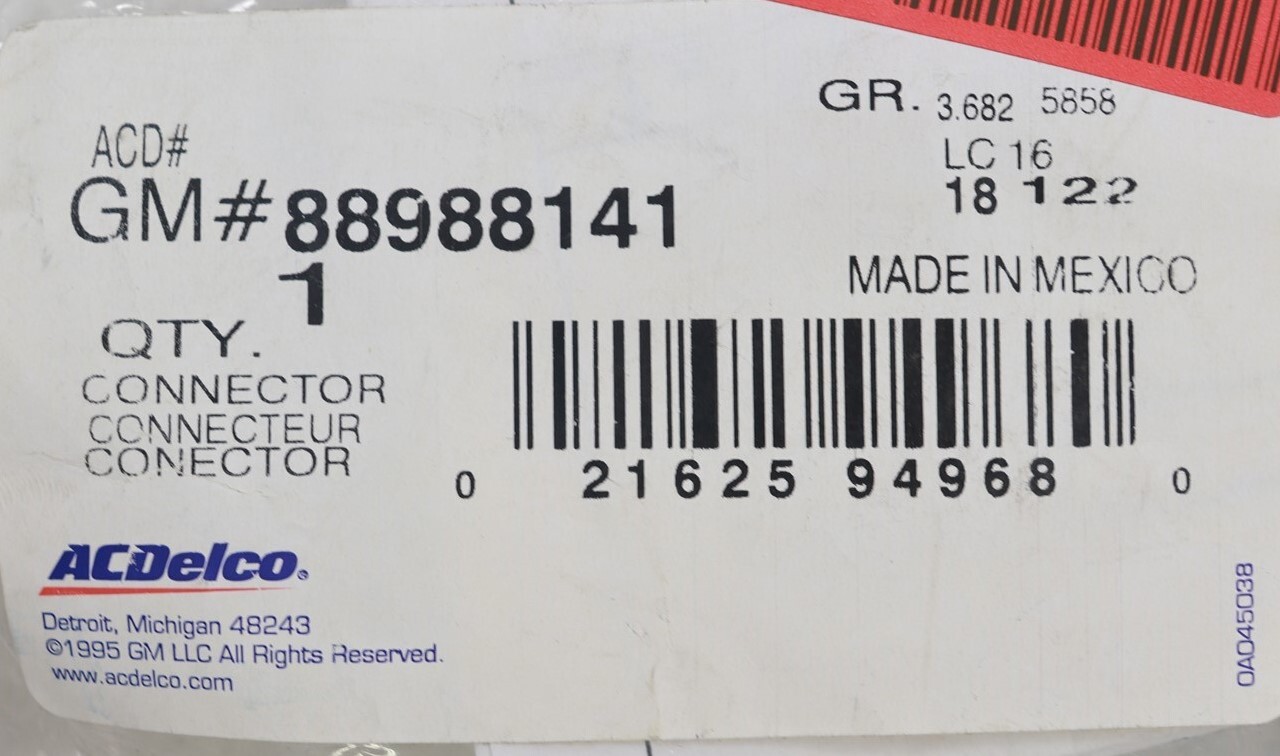 GR. 3.682 5858
ACD#
LC 16
GM#88988141
18 122
1
MADE IN MEXICO
QTY.
CONNECTOR
CONNECTEUR
CONECTOR
0 21625 94968 0
ACDelco®
Detroit, Michigan 48243
©1995 GM LLC All Rights Reserved.
www.acdelco.com
0A045038